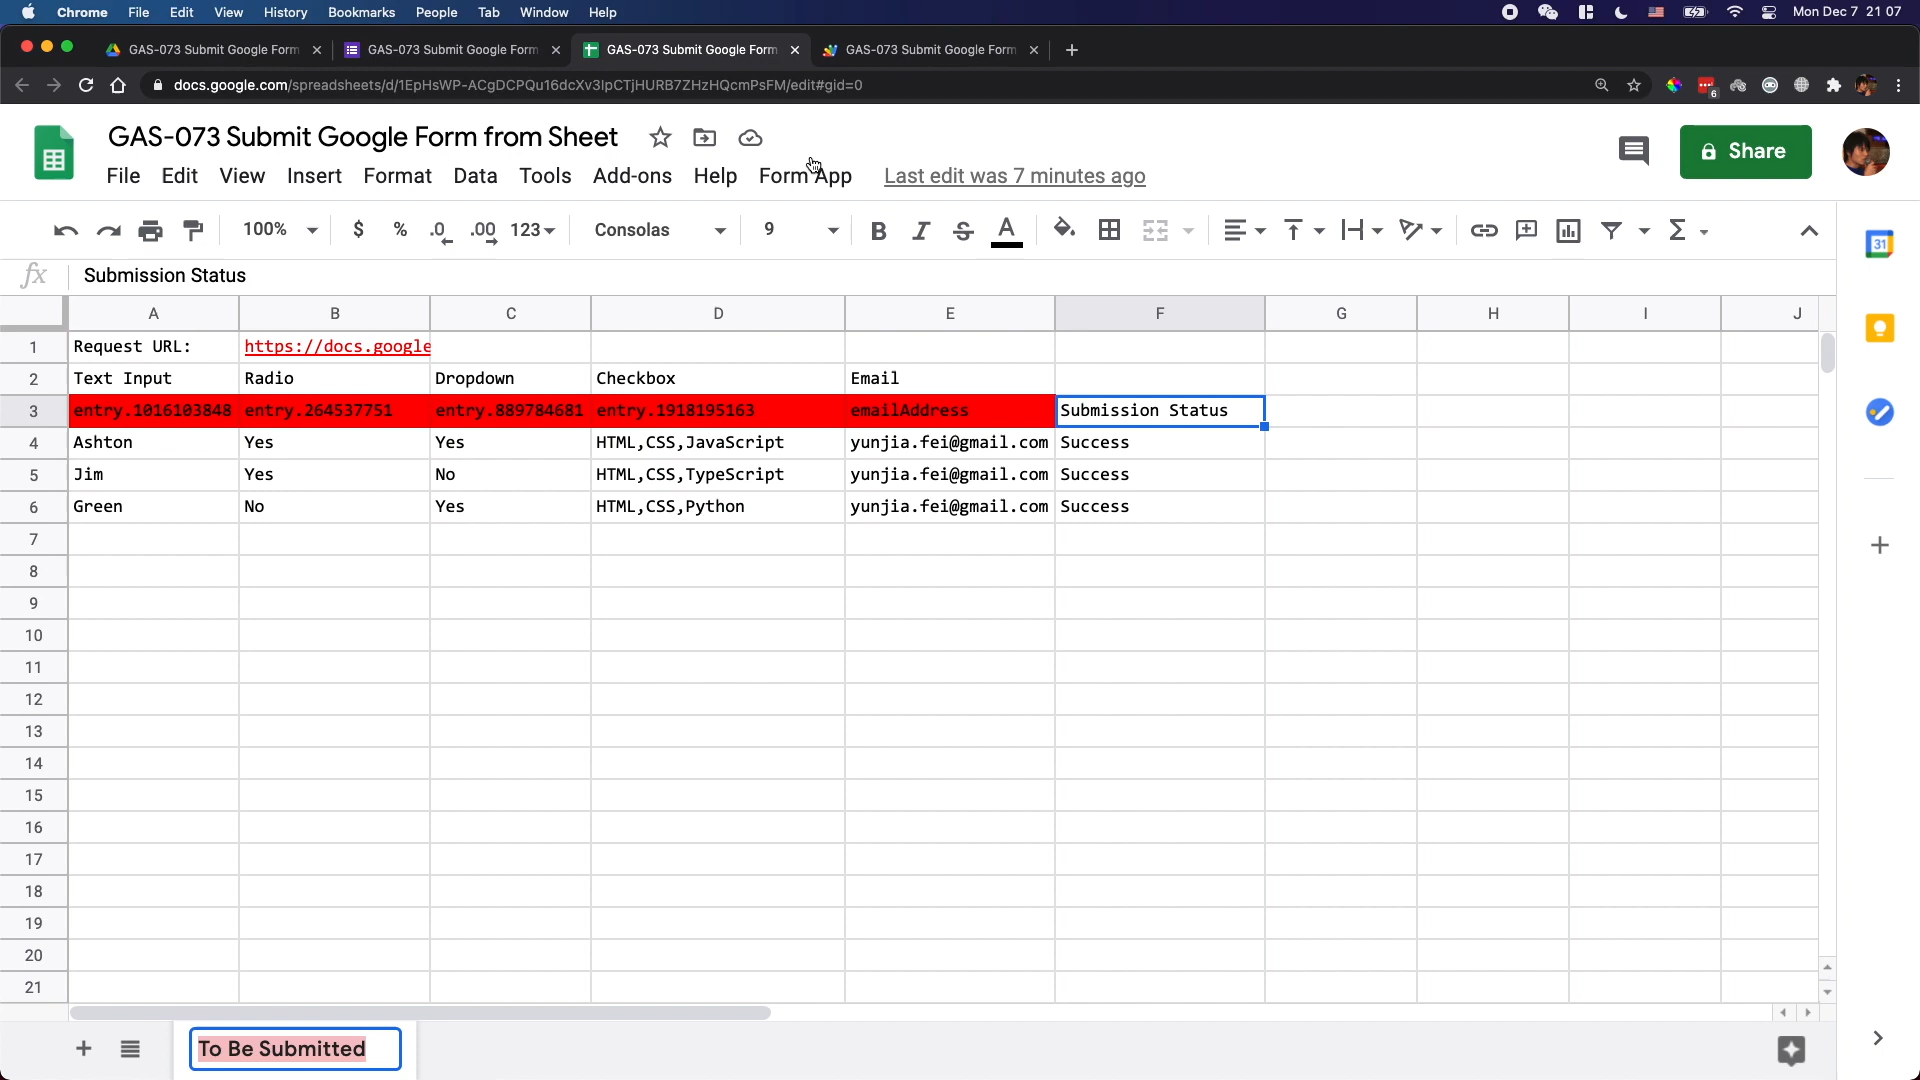 Chrome File Edit View History Bookmarks People Tab Window Help Mon Dec 7 21 07
GAS-073 Submit Google Form GAS-073 Submit Google Form GAS-073 Submit Google Form GAS-073 Submit Google Form
docs.google.com/spreadsheets/d/1EpHsWP-ACgDCPQu16dcXv3IpCTjHURB7ZHzHQcmPsFM/edit#gid=0 6
GAS-073 Submit Google Form from Sheet
Share
File Edit View Insert Format Data Tools Add-ons Help Form App Last edit was 7 minutes ago
100% $ % .0 .00 123 Consolas 9 B I S A Σ
31
fx Submission Status
A B C D E F G H I J
1 Request URL: https://docs.google
2 Text Input Radio Dropdown Checkbox Email
3 entry.1016103848 entry.264537751 entry.889784681 entry.1918195163 emailAddress Submission Status
4 Ashton Yes Yes HTML,CSS,JavaScript yunjia.fei@gmail.com Success
5 Jim Yes No HTML,CSS,TypeScript yunjia.fei@gmail.com Success
6 Green No Yes HTML,CSS,Python yunjia.fei@gmail.com Success
7
8
9
10
11
12
13
14
15
16
17
18
19
20
21
To Be Submitted